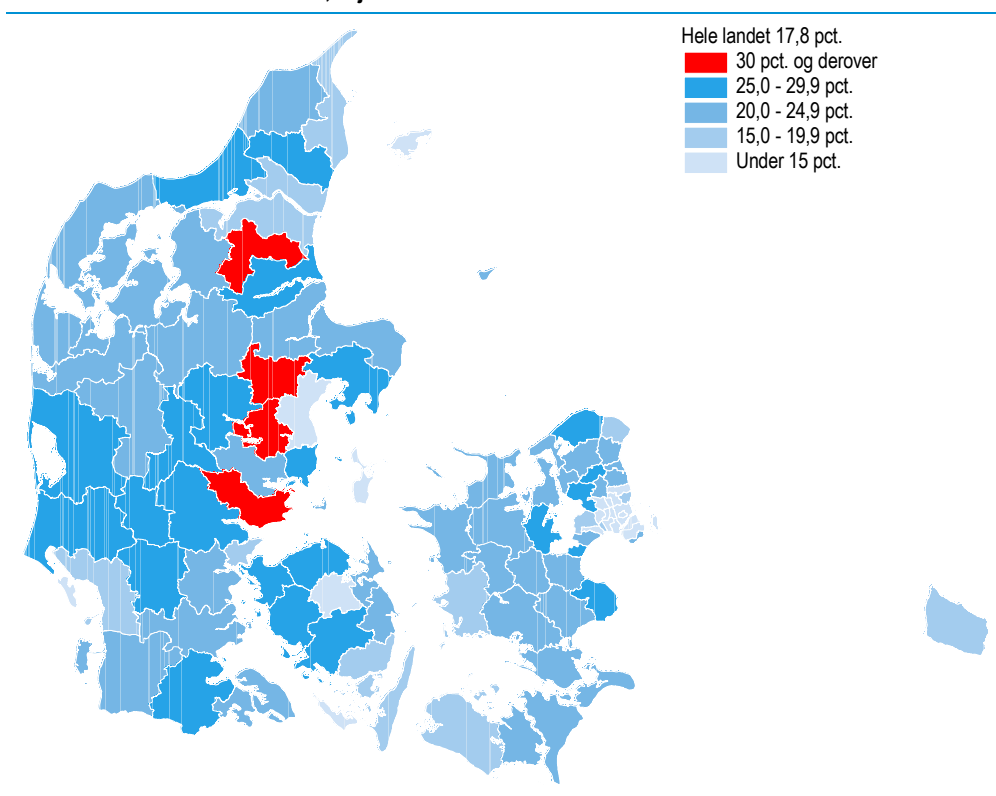 Hele landet 17,8 pct.
30 pct. og derover
25,0 - 29,9 pct.
20,0 - 24,9 pct.
15,0 - 19,9 pct.
Under 15 pct.